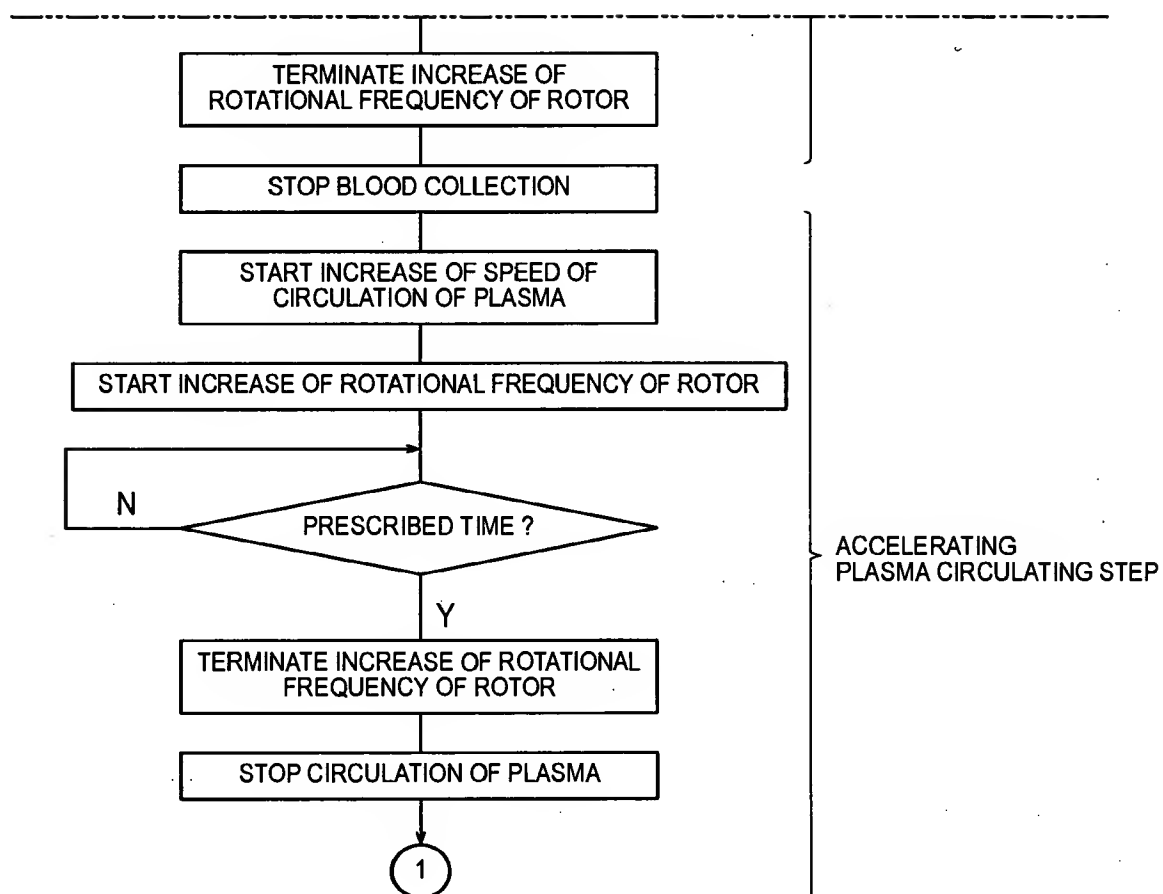 TERMINATE INCREASE OF
ROTATIONAL FREQUENCY OF ROTOR
STOP BLOOD COLLECTION
START INCREASE OF SPEED OF
CIRCULATION OF PLASMA
START INCREASE OF ROTATIONAL FREQUENCY OF ROTOR
N
PRESCRIBED TIME ?
ACCELERATING
PLASMA CIRCULATING STEP
Y
TERMINATE INCREASE OF ROTATIONAL
FREQUENCY OF ROTOR
STOP CIRCULATION OF PLASMA
1